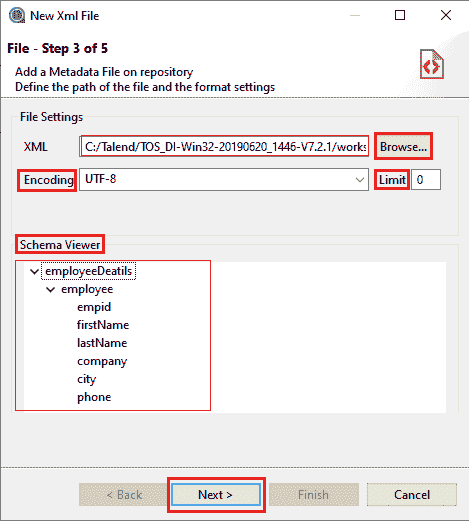 New Xml File
File - Step 3 of 5
Add a Metadata File on repository
Define the path of the file and the format settings
File Settings
XML C:/Talend/TOS_DI-Win32-20190620_1446-V7.2.1/works Browse...
Encoding UTF-8 Limit 0
Schema Viewer
employeeDeatils
employee
empid
firstName
lastName
company
city
phone
< Back Next > Finish Cancel